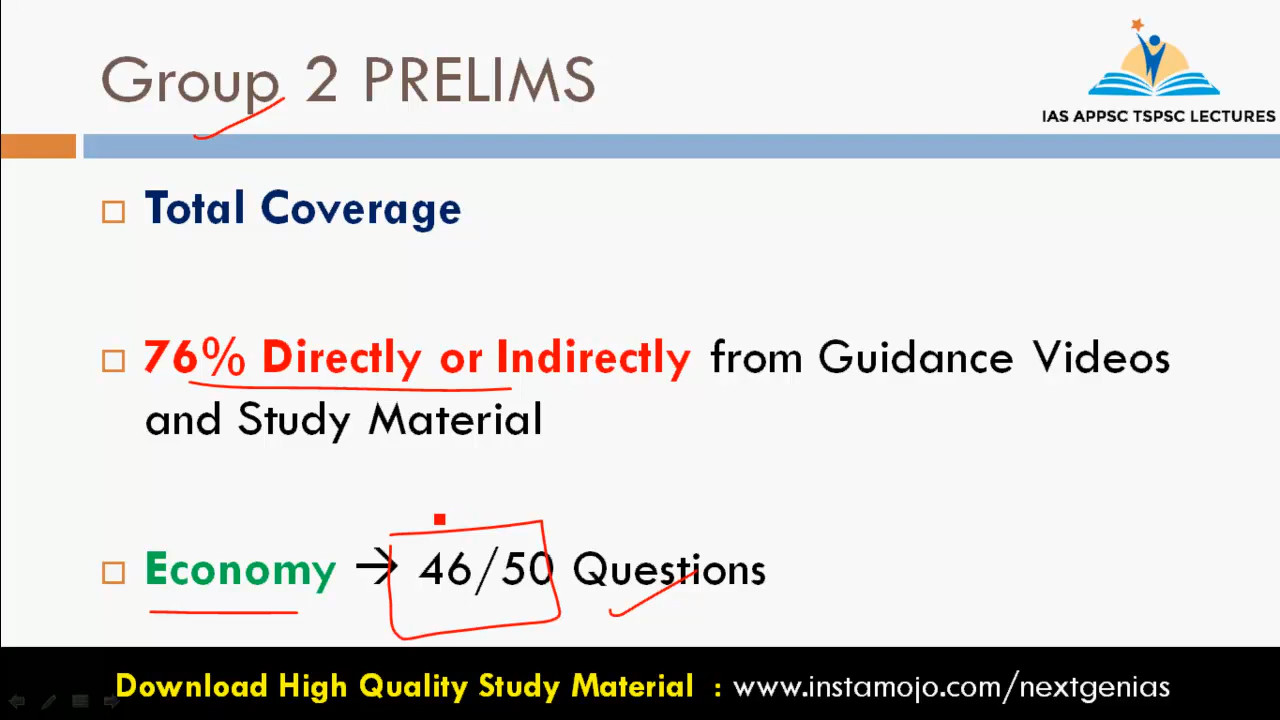 Group 2 PRELIMS
IAS APPSC TSPSC LECTURES
Total Coverage
76% Directly or Indirectly from Guidance Videos
and Study Material
Economy → 46/50 Questions
Download High Quality Study Material : www.instamojo.com/nextgenias